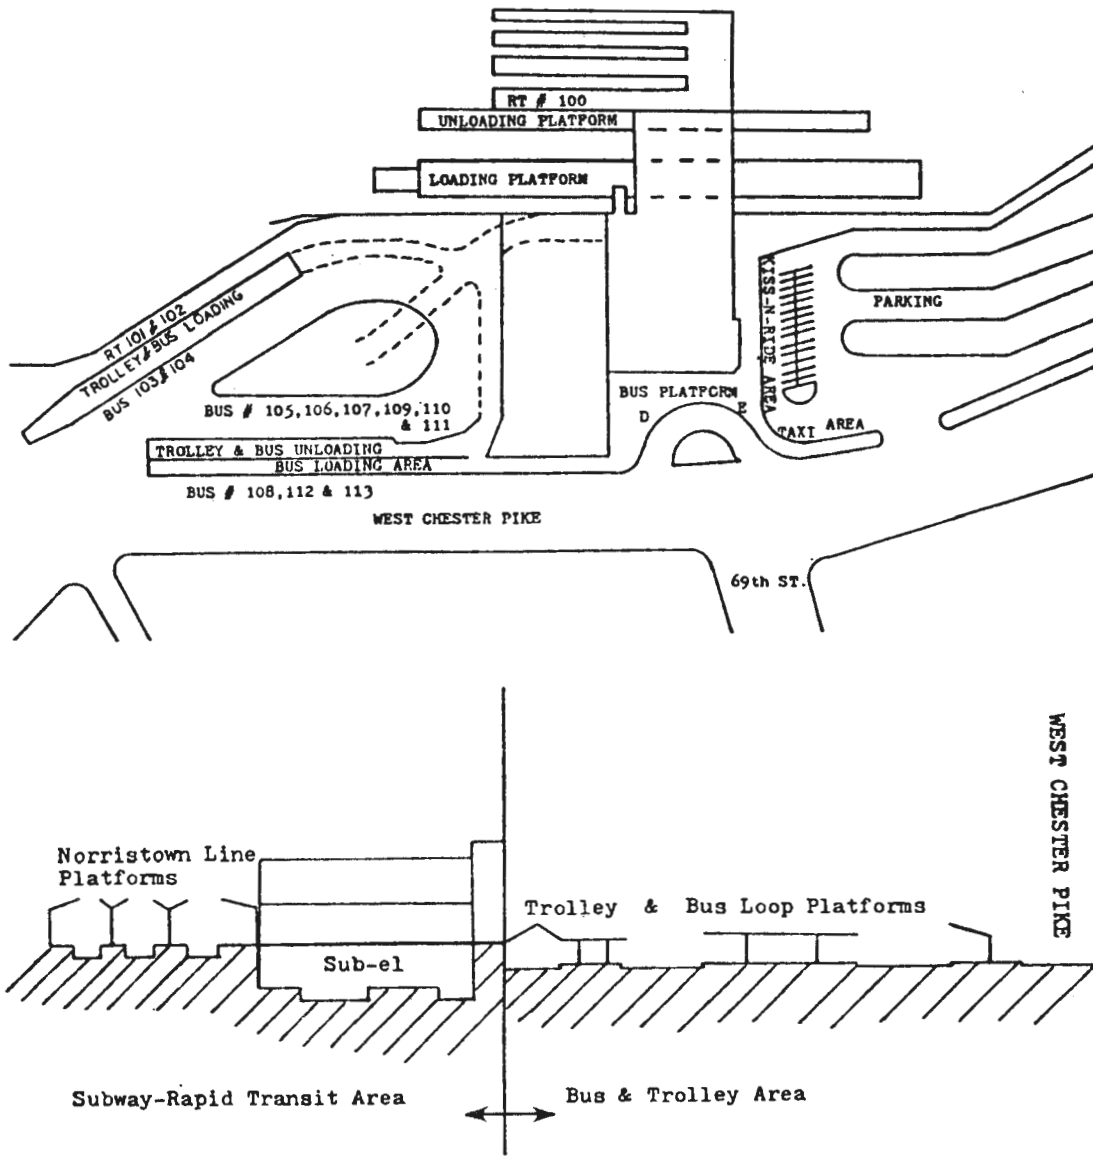 RT # 100
UNLOADING PLATFORM
LOADING PLATFORM
RT 101 & 102
TROLLEY & BUS LOADING
BUS 103 & 104
KISS-N-RIDE AREA
PARKING
BUS # 105,106,107,109,110
& 111
BUS PLATFORM
D
E
TAXI AREA
TROLLEY & BUS UNLOADING
BUS LOADING AREA
BUS # 108,112 & 113
WEST CHESTER PIKE
69th ST.
WEST CHESTER PIKE
Norristown Line
Platforms
Trolley & Bus Loop Platforms
Sub-el
Subway-Rapid Transit Area
Bus & Trolley Area